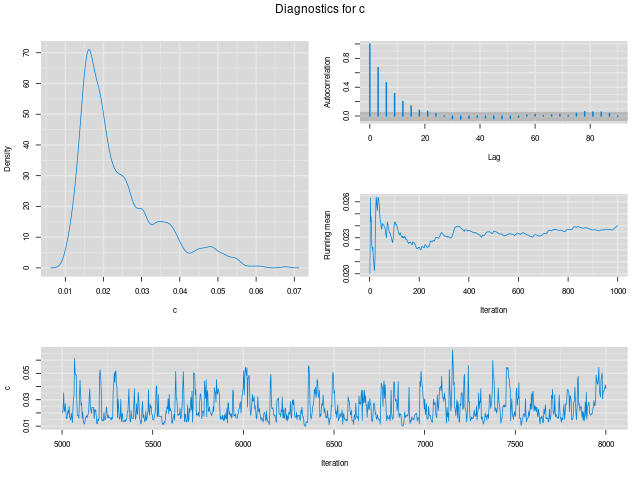 Diagnostics for c
Density
0 10 20 30 40 50 60 70
0.01 0.02 0.03 0.04 0.05 0.06 0.07
c
Autocorrelation
0.0 0.4 0.8
0 20 40 60 80
Lag
Running mean
0.020 0.023 0.026
0 200 400 600 800 1000
Iteration
c
0.01 0.03 0.05
5000 5500 6000 6500 7000 7500 8000
Iteration